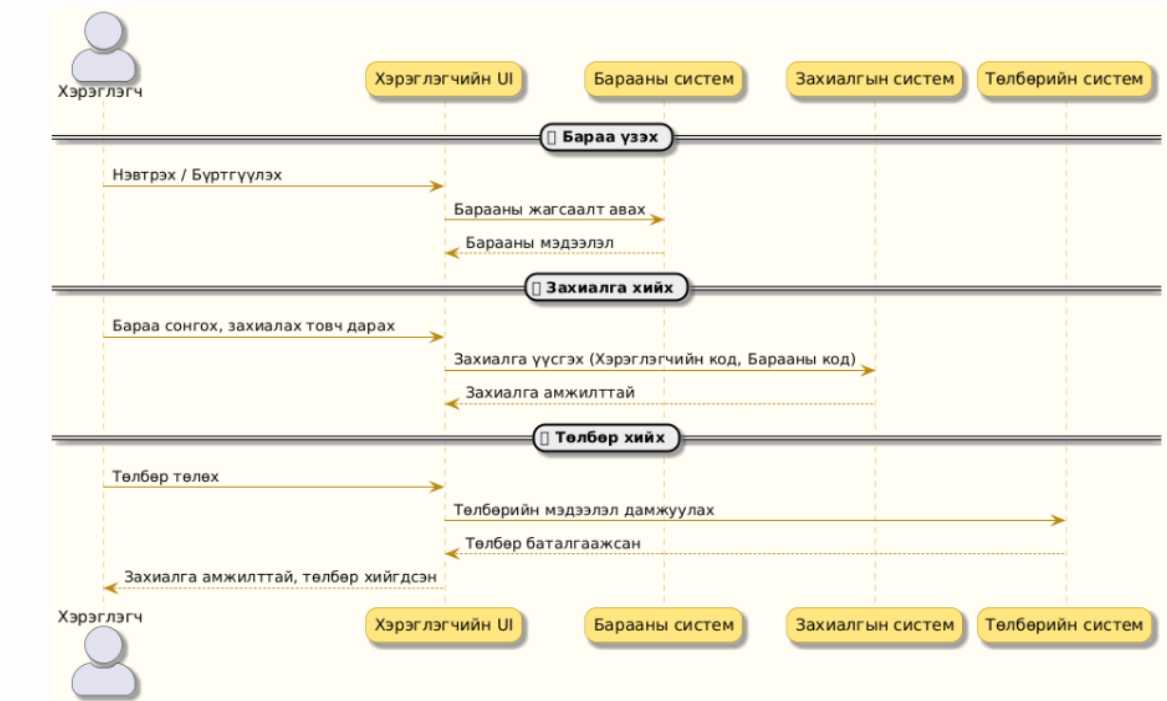 Хэрэглэгч
Хэрэглэгчийн UI
Барааны систем
Захиалгын систем
Төлбөрийн систем
Бараа үзэх
Нэвтрэх / Бүртгүүлэх
Барааны жагсаалт авах
Барааны мэдээлэл
Захиалга хийх
Бараа сонгох, захиалах товч дарах
Захиалга үүсгэх (Хэрэглэгчийн код, Барааны код)
Захиалга амжилттай
Төлбөр хийх
Төлбөр төлөх
Төлбөрийн мэдээлэл дамжуулах
Төлбөр баталгаажсан
Захиалга амжилттай, төлбөр хийгдсэн
Хэрэглэгч
Хэрэглэгчийн UI
Барааны систем
Захиалгын систем
Төлбөрийн систем